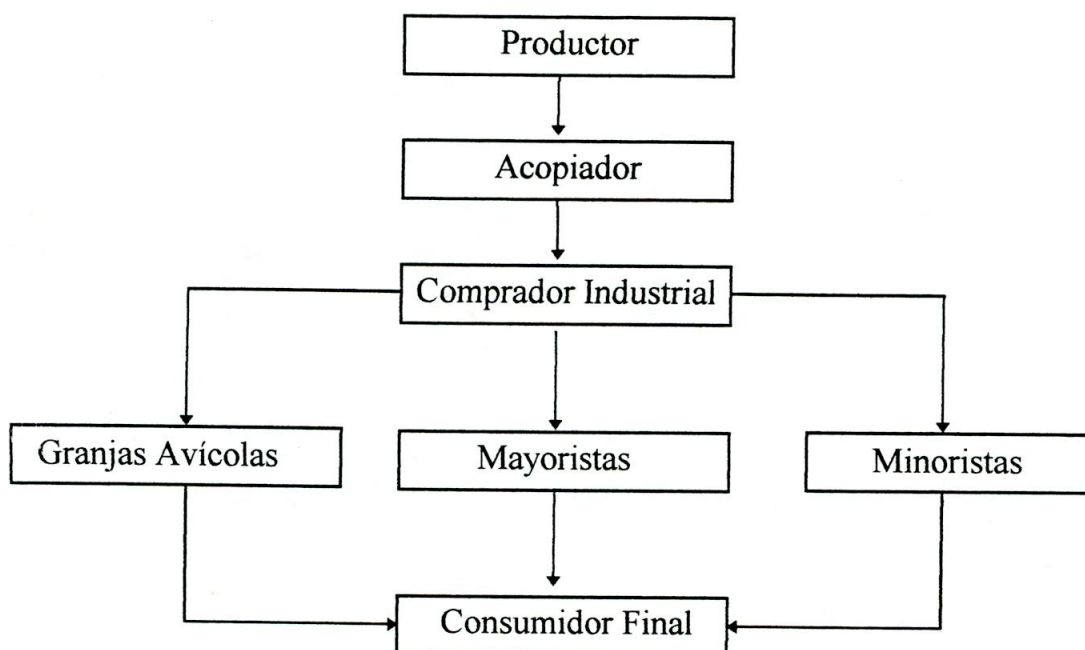 Productor
Acopiador
Comprador Industrial
Granjas Avícolas
Mayoristas
Minoristas
Consumidor Final